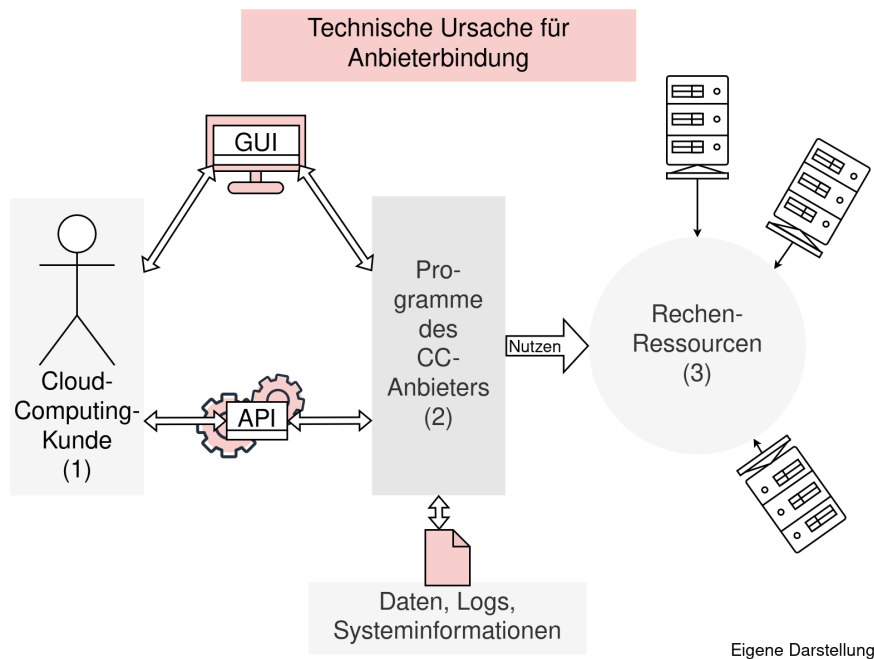 Technische Ursache für
Anbieterbindung
GUI
Cloud-
Computing-
Kunde
(1)
API
Pro-
gramme
des
CC-
Anbieters
(2)
Nutzen
Rechen-
Ressourcen
(3)
Daten, Logs,
Systeminformationen
Eigene Darstellung